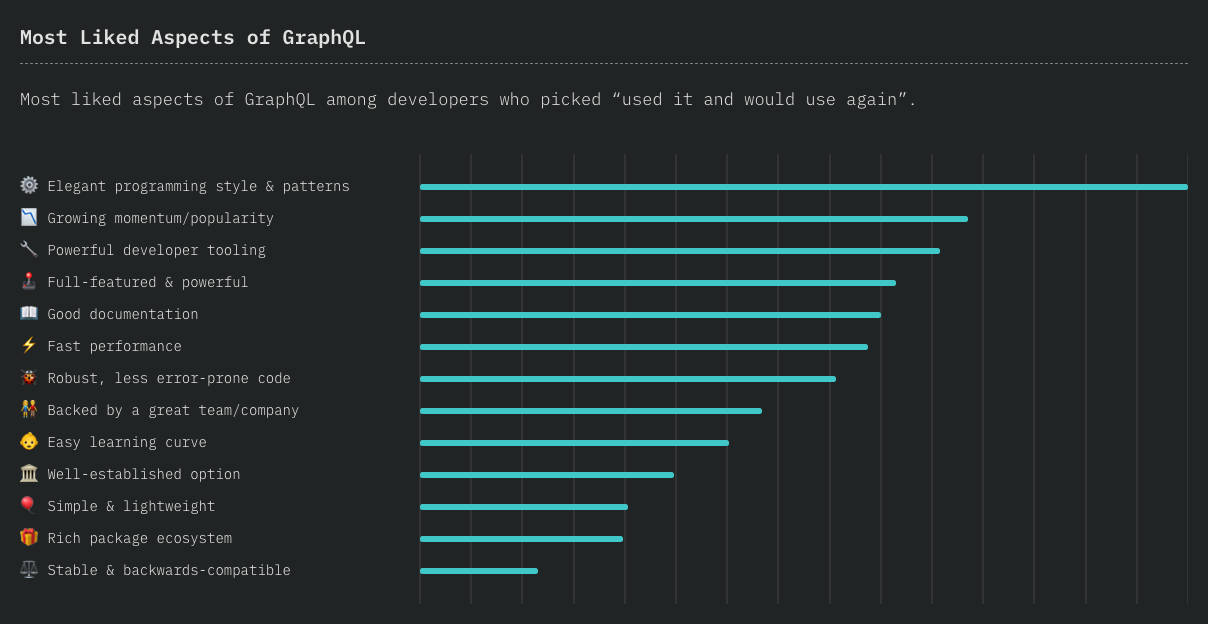 Most Liked Aspects of GraphQL
Most liked aspects of GraphQL among developers who picked “used it and would use again”.
Elegant programming style & patterns
Growing momentum/popularity
Powerful developer tooling
Full-featured & powerful
Good documentation
Fast performance
Robust, less error-prone code
Backed by a great team/company
Easy learning curve
Well-established option
Simple & lightweight
Rich package ecosystem
Stable & backwards-compatible